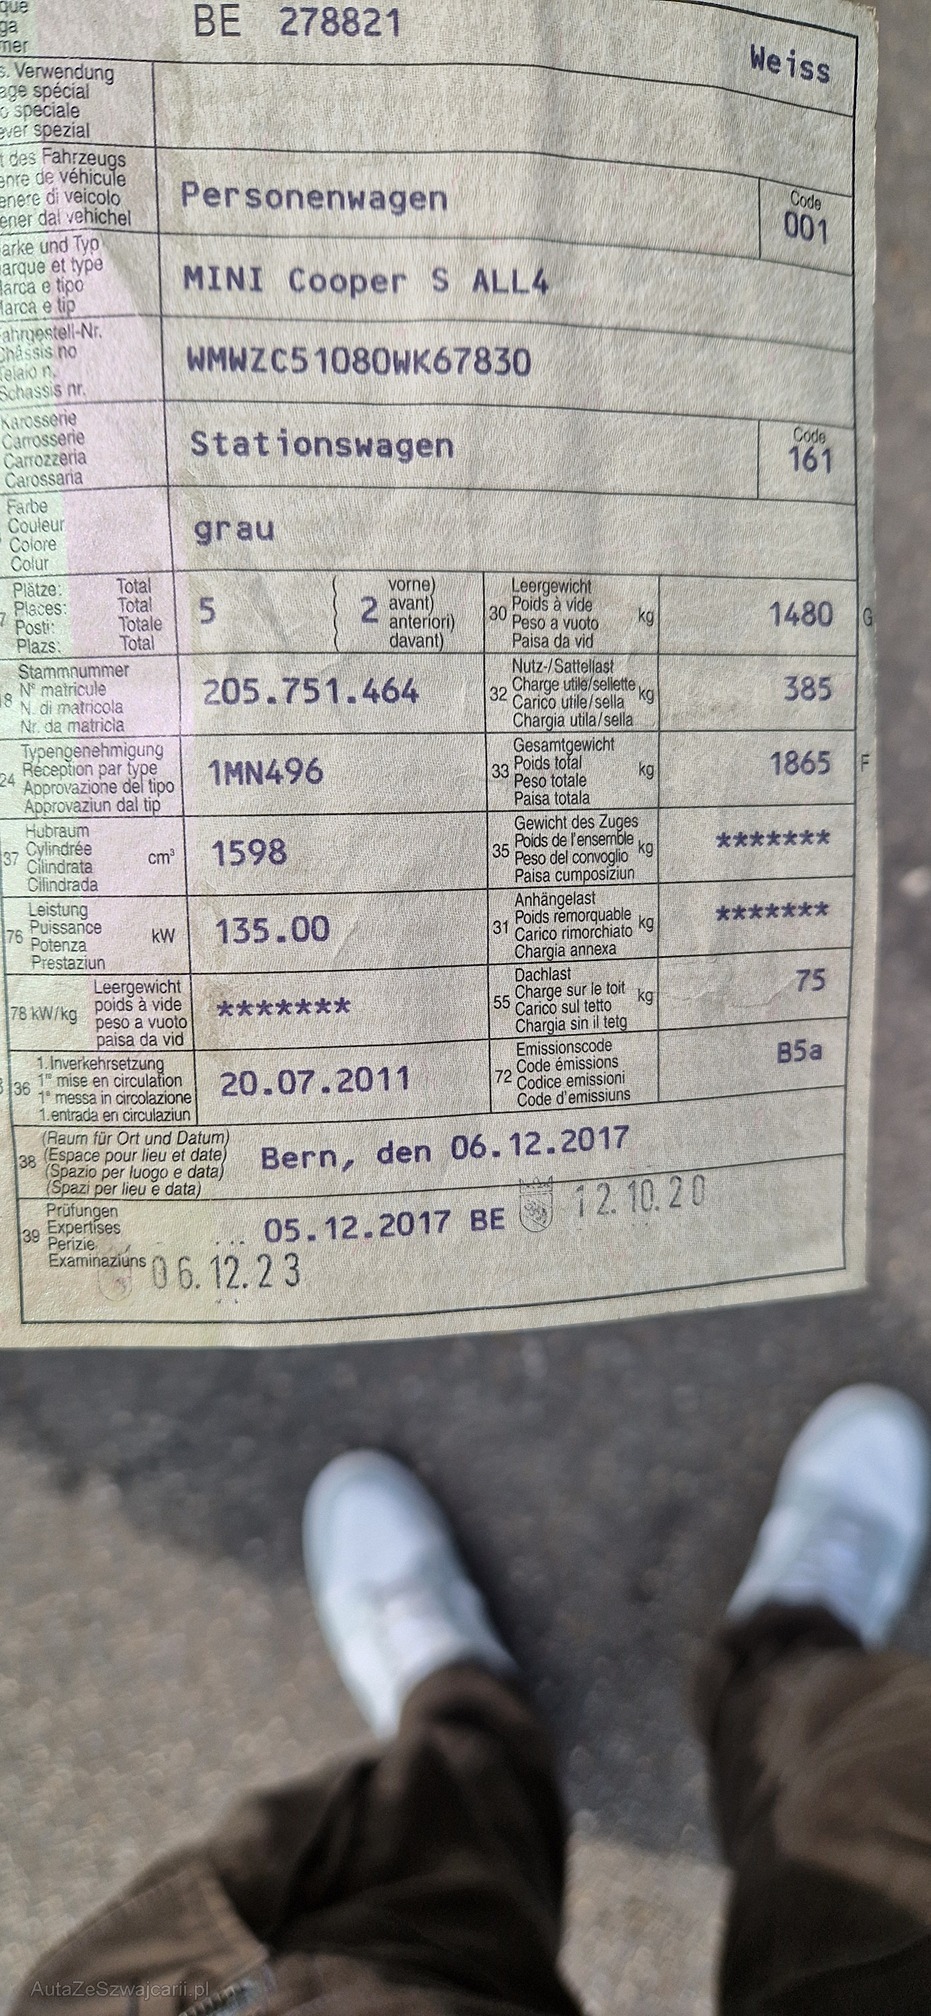 que
ga
BE 278821
Weiss
s. Verwendung
age spécial
o speciale
ever spezial
t des Fahrzeugs
enre de véhicule
enere di veicolo
ener dal vehichel
Personenwagen
Code
001
arke und Typ
arque et type
Marca e tipo
Marca e tip
MINI Cooper S ALL4
ahrgestell-Nr.
Châssis no
Telaio n.
Schassis nr.
WMWZC51080WK67830
Karosserie
Carrosserie
Carrozzeria
Carossaria
Stationswagen
Code
161
Farbe
Couleur
Colore
Colur
grau
Plätze: Total
Places: Total
Posti: Totale
Plazs: Total
5
( 2
vorne)
avant)
anteriori)
davant)
30
Leergewicht
Poids à vide
Peso a vuoto
Paisa da vid
kg
1480
G
Stammnummer
N° matricule
N. di matricola
Nr. da matricla
205.751.464
32
Nutz-/Sattellast
Charge utile/sellette
Carico utile/sella
Chargia utila/sella
kg
385
24
Typengenehmigung
Réception par type
Approvazione del tipo
Approvaziun dal tip
1MN496
33
Gesamtgewicht
Poids total
Peso totale
Paisa totala
kg
1865
F
37
Hubraum
Cylindrée
Cilindrata
Cilindrada
cm³
1598
35
Gewicht des Zuges
Poids de l'ensemble
Peso del convoglio
Paisa cumposiziun
kg
*******
76
Leistung
Puissance
Potenza
Prestaziun
kW
135.00
31
Anhängelast
Poids remorquable
Carico rimorchiato
Chargia annexa
kg
*******
78 kW/kg
Leergewicht
poids à vide
peso a vuoto
paisa da vid
*******
55
Dachlast
Charge sur le toit
Carico sul tetto
Chargia sin il tetg
kg
75
36
1. Inverkehrsetzung
1re mise en circulation
1a messa in circolazione
1. entrada en circulaziun
20.07.2011
72
Emissionscode
Code émissions
Codice emissioni
Code d'emissiuns
B5a
38
(Raum für Ort und Datum)
(Espace pour lieu et date)
(Spazio per luogo e data)
(Spazi per lieu e data)
Bern, den 06.12.2017
39
Prüfungen
Expertises
Perizie
Examinaziuns
05.12.2017 BE
12.10.20
06.12.23
AutaZeSzwajcarii.pl